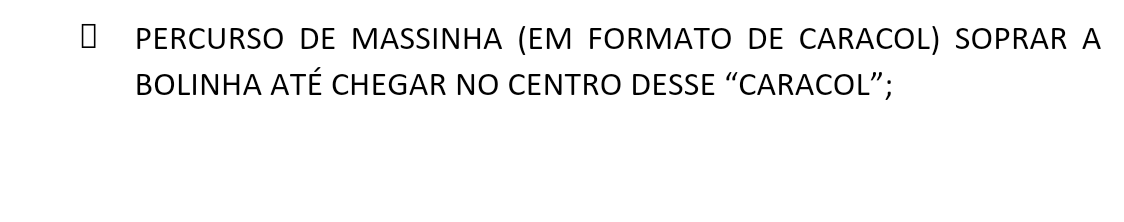 PERCURSO DE MASSINHA (EM FORMATO DE CARACOL) SOPRAR A
BOLINHA ATÉ CHEGAR NO CENTRO DESSE “CARACOL”;